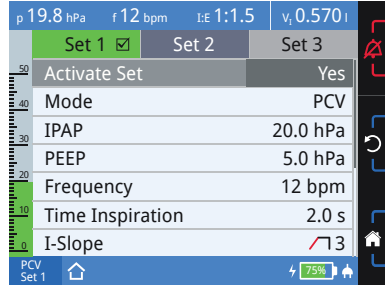 p 19.8 hPa f 12 bpm I:E 1:1.5 VI 0.570 l
Set 1 ☑ Set 2 Set 3
Activate Set Yes
Mode PCV
IPAP 20.0 hPa
PEEP 5.0 hPa
Frequency 12 bpm
Time Inspiration 2.0 s
I-Slope 3
50
40
30
20
10
0
PCV
Set 1
75%